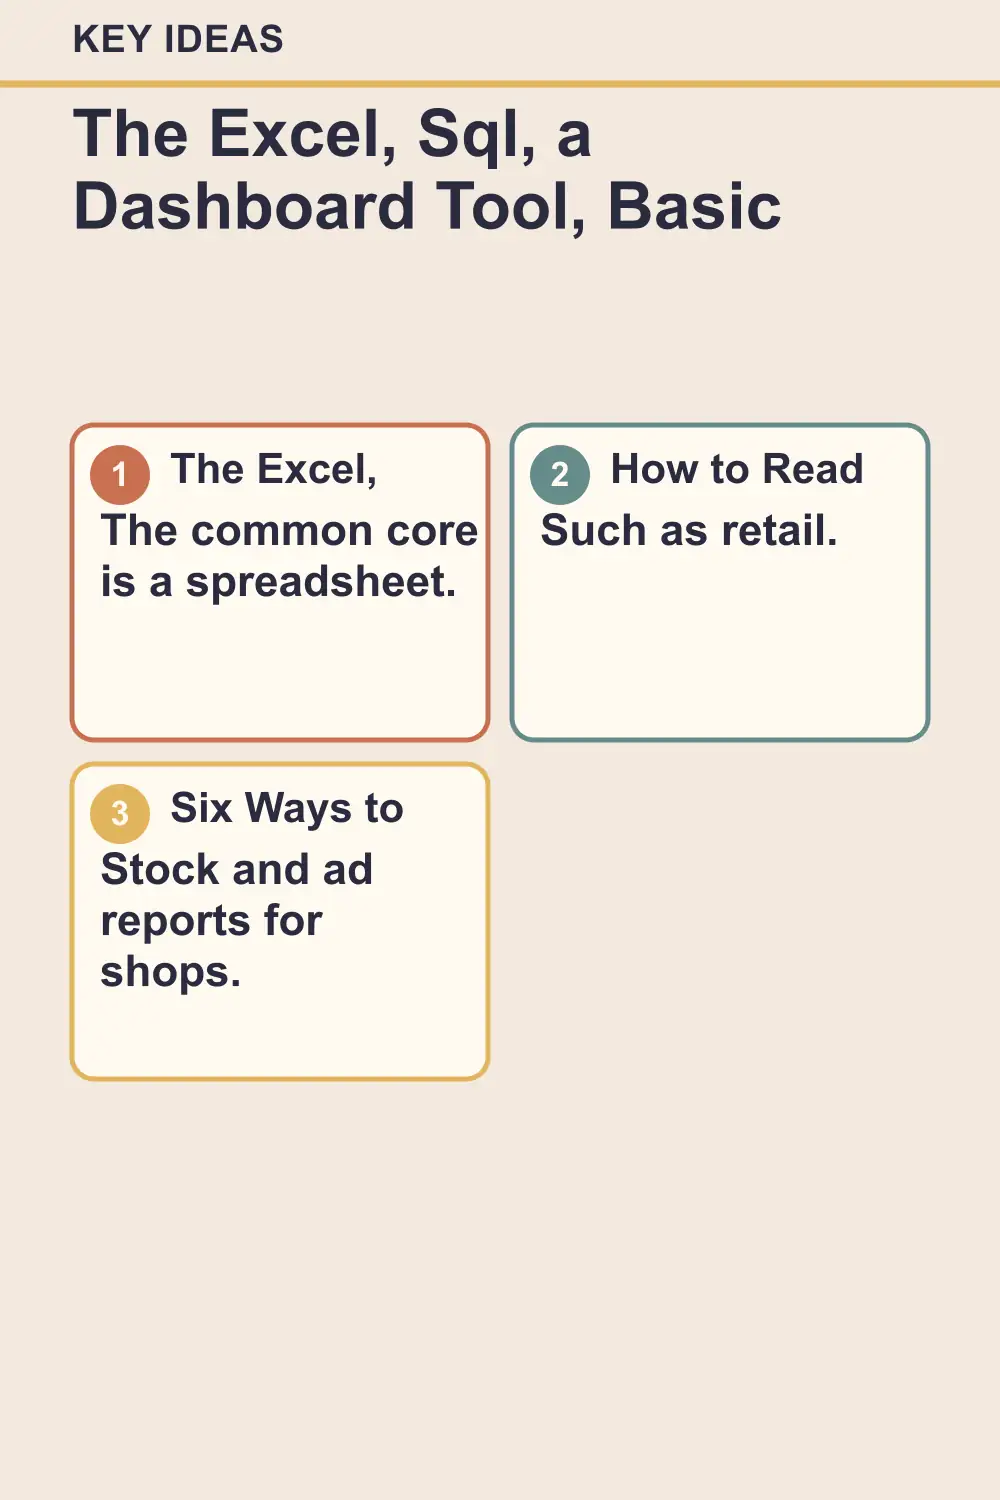 KEY IDEAS
The Excel, Sql, a
Dashboard Tool, Basic
1 The Excel,
The common core
is a spreadsheet.
2 How to Read
Such as retail.
3 Six Ways to
Stock and ad
reports for
shops.